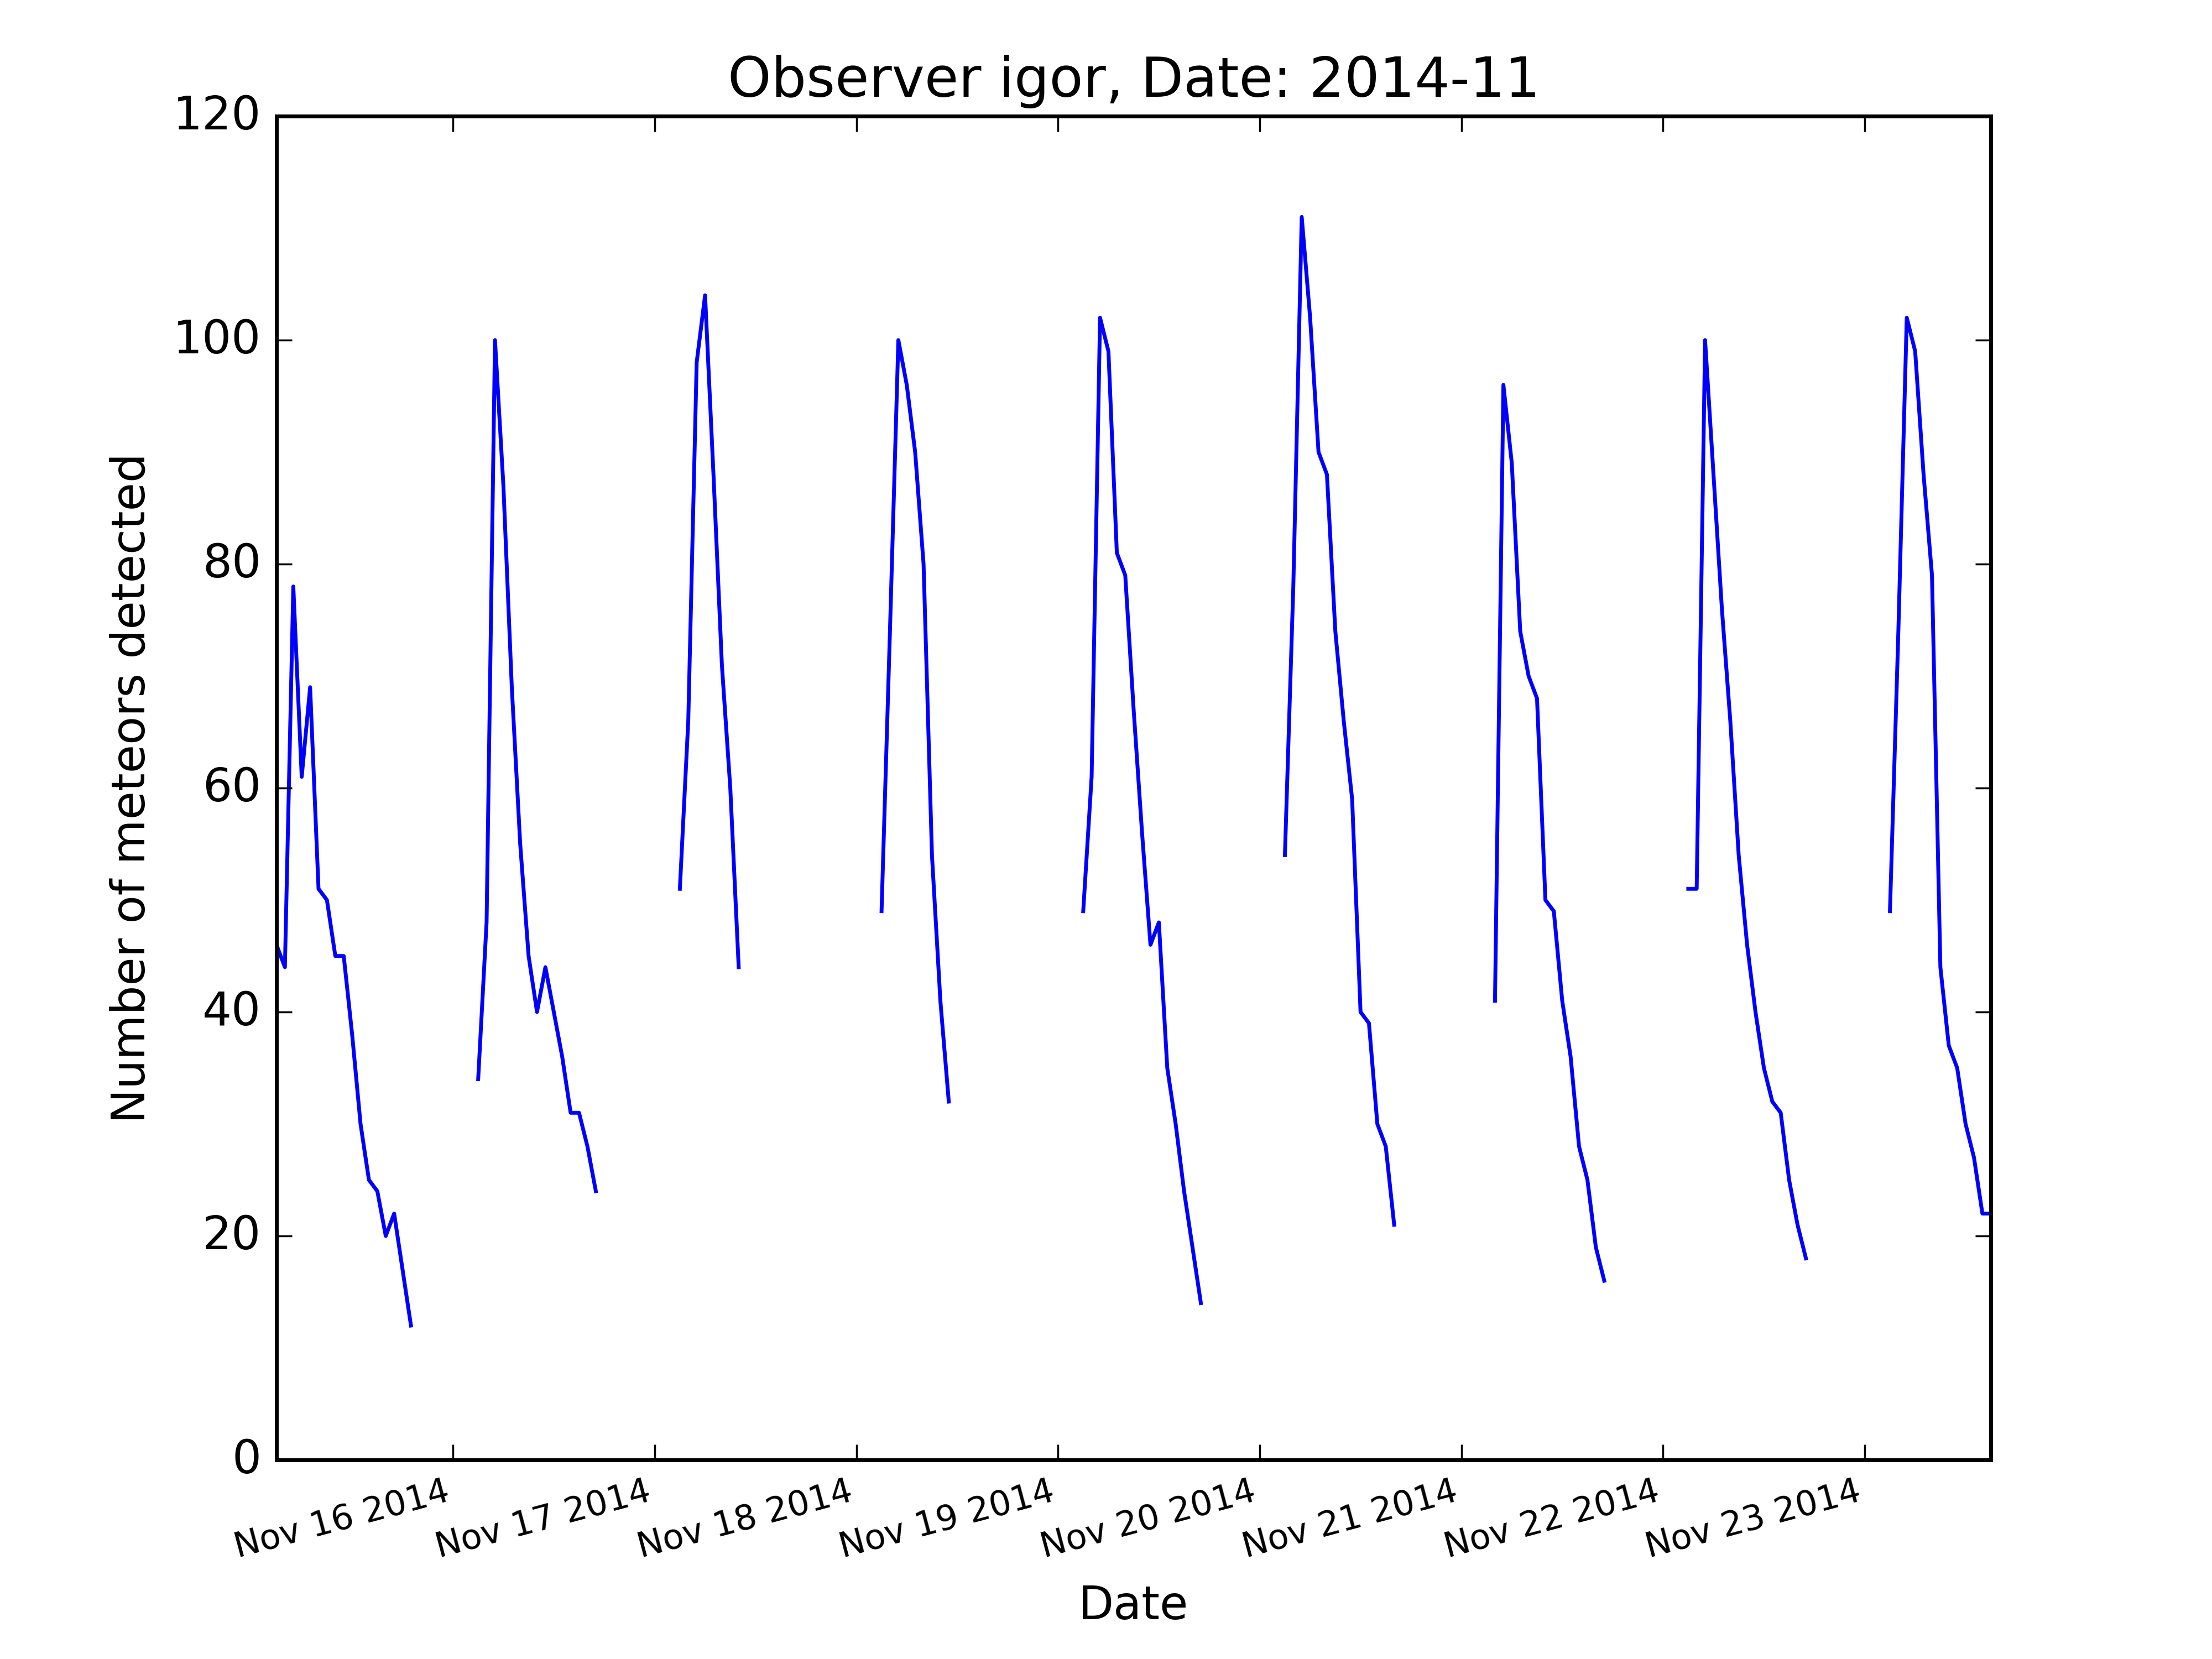 Observer igor, Date: 2014-11
120
100
80
60
40
20
0
Number of meteors detected
Nov 16 2014
Nov 17 2014
Nov 18 2014
Nov 19 2014
Nov 20 2014
Nov 21 2014
Nov 22 2014
Nov 23 2014
Date